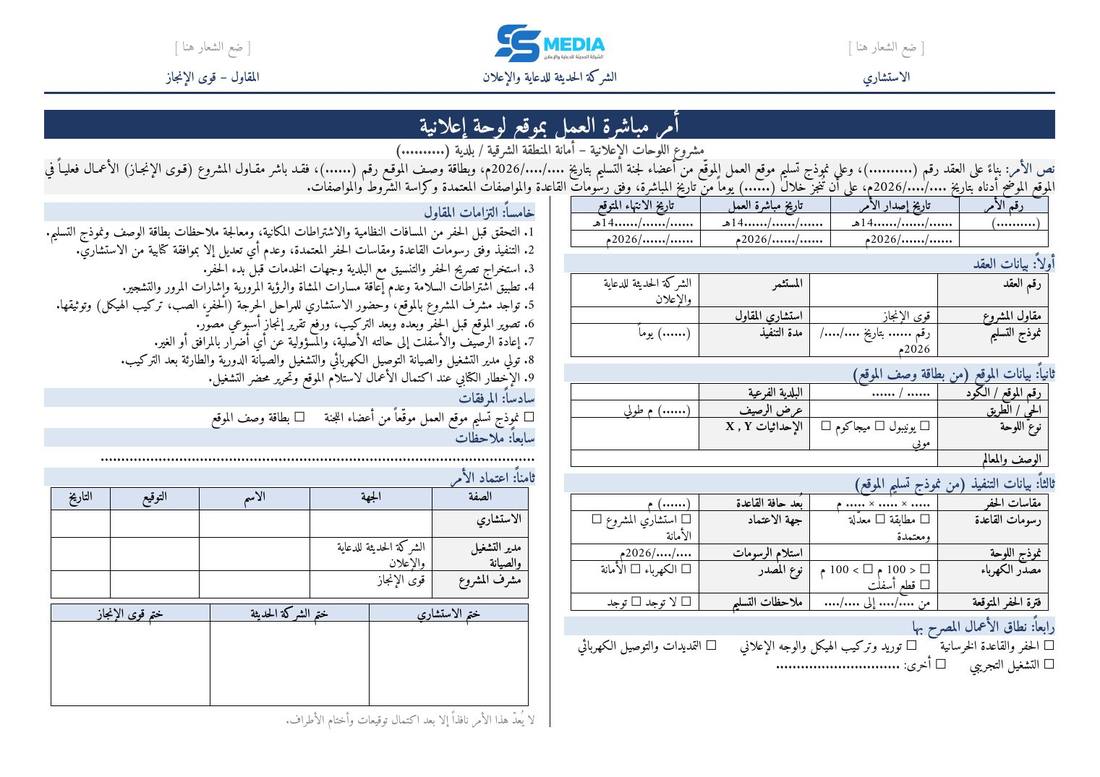 [ ضع الشعار هنا ]
MEDIA
الشركة الحديثة للدعاية والإعلان
[ ضع الشعار هنا ]
الاستشاري
الشركة الحديثة للدعاية والإعلان
المقاول – قوى الإنجاز
أمر مباشرة العمل بموقع لوحة إعلانية
مشروع اللوحات الإعلانية – أمانة المنطقة الشرقية / بلدية (..........)
نص الأمر: بناءً على العقد رقم (..........)، وعلى نموذج تسليم موقع العمل الموقّع من أعضاء لجنة التسليم بتاريخ ..../..../2026م، وبطاقة وصف الموقع رقم (......)، فقد باشر مقاول المشروع (قوى الإنجاز) الأعمال فعلياً في
الموقع الموضح أدناه بتاريخ ..../..../2026م، على أن تُنجز خلال (......) يوماً من تاريخ المباشرة، وفق رسومات القاعدة والمواصفات المعتمدة وكراسة الشروط والمواصفات.
رقم الأمر تاريخ إصدار الأمر تاريخ مباشرة العمل تاريخ الانتهاء المتوقع
(..........) ....../....../14......هـ ....../....../14......هـ ....../....../14......هـ
....../....../2026م ....../....../2026م ....../....../2026م
أولاً: بيانات العقد
رقم العقد المستثمر الشركة الحديثة للدعاية
والإعلان
مقاول المشروع قوى الإنجاز استشاري المقاول
نموذج التسليم رقم ...... بتاريخ ..../..../ مدة التنفيذ (......) يوماً
2026م
ثانياً: بيانات الموقع (من بطاقة وصف الموقع)
رقم الموقع / الكود ...... / ...... البلدية الفرعية
الحي / الطريق عرض الرصيف (......) م طولي
نوع اللوحة ☐ يونيبول ☐ ميجاكوم ☐ الإحداثيات X , Y
موبي
الوصف والمعالم
ثالثاً: بيانات التنفيذ (من نموذج تسليم الموقع)
مقاسات الحفر ..... × ..... × ..... م بُعد حافة القاعدة (......) م
رسومات القاعدة ☐ مطابقة ☐ معدّلة جهة الاعتماد ☐ استشاري المشروع ☐
ومعتمدة الأمانة
نموذج اللوحة استلام الرسومات ..../..../2026م
مصدر الكهرباء ☐ < 100 م ☐ > 100 م نوع المصدر ☐ الكهرباء ☐ الأمانة
☐ قطع أسفلت
فترة الحفر المتوقعة من ..../.... إلى ..../.... ملاحظات التسليم ☐ لا توجد ☐ توجد
رابعاً: نطاق الأعمال المصرح بها
☐ الحفر والقاعدة الخرسانية ☐ توريد وتركيب الهيكل والوجه الإعلاني ☐ التمديدات والتوصيل الكهربائي
☐ التشغيل التجريبي ☐ أخرى: ..............................
خامساً: التزامات المقاول
1. التحقق قبل الحفر من المسافات النظامية والاشتراطات المكانية، ومعالجة ملاحظات بطاقة الوصف ونموذج التسليم.
2. التنفيذ وفق رسومات القاعدة ومقاسات الحفر المعتمدة، وعدم أي تعديل إلا بموافقة كتابية من الاستشاري.
3. استخراج تصريح الحفر والتنسيق مع البلدية وجهات الخدمات قبل بدء الحفر.
4. تطبيق اشتراطات السلامة وعدم إعاقة مسارات المشاة والرؤية المرورية وإشارات المرور والتشجير.
5. تواجد مشرف المشروع بالموقع، وحضور الاستشاري للمراحل الحرجة (الحفر، الصب، تركيب الهيكل) وتوثيقها.
6. تصوير الموقع قبل الحفر وبعده وبعد التركيب، ورفع تقرير إنجاز أسبوعي مصوّر.
7. إعادة الرصيف والأسفلت إلى حالته الأصلية، والمسؤولية عن أي أضرار بالمرافق أو الغير.
8. تولي مدير التشغيل والصيانة التوصيل الكهربائي والتشغيل والصيانة الدورية والطارئة بعد التركيب.
9. الإخطار الكتابي عند اكتمال الأعمال لاستلام الموقع وتحرير محضر التشغيل.
سادساً: المرفقات
☐ نموذج تسليم موقع العمل موقّعاً من أعضاء اللجنة ☐ بطاقة وصف الموقع
سابعاً: ملاحظات
..........................................................................................................
ثامناً: اعتماد الأمر
الصفة الجهة الاسم التوقيع التاريخ
الاستشاري
مدير التشغيل الشركة الحديثة للدعاية
والصيانة والإعلان
مشرف المشروع قوى الإنجاز
ختم الاستشاري ختم الشركة الحديثة ختم قوى الإنجاز
لا يُعدّ هذا الأمر نافذاً إلا بعد اكتمال توقيعات وأختام الأطراف.